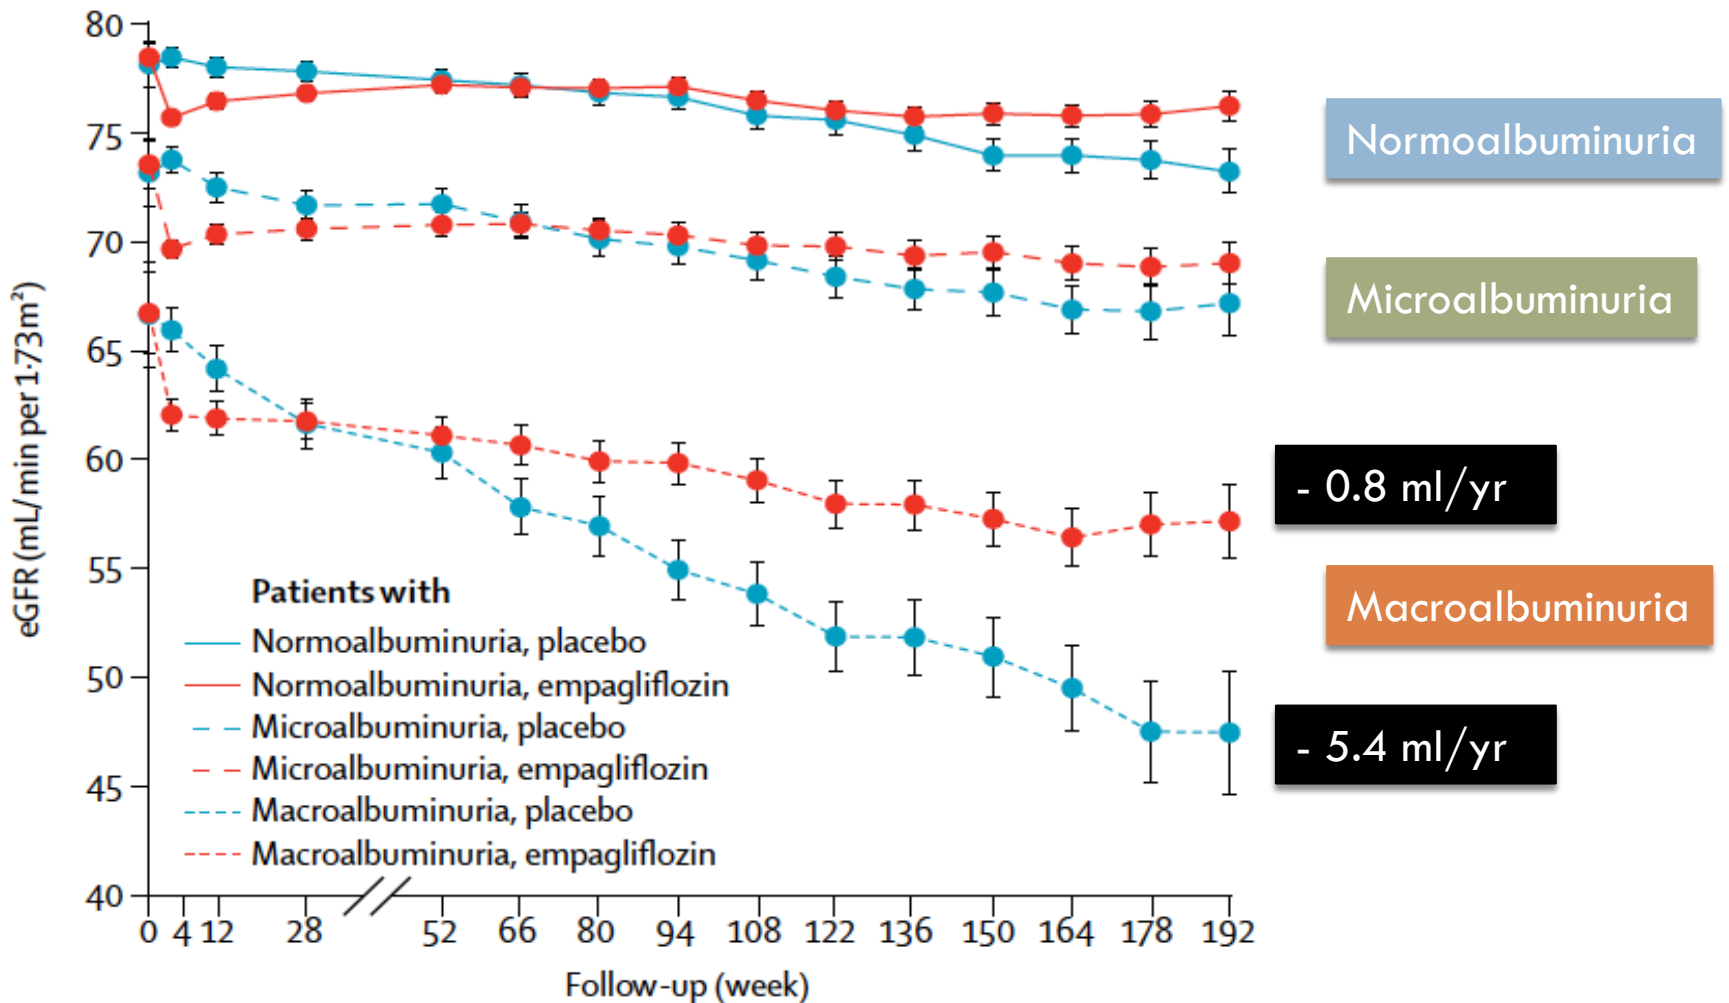 80
75
70
65
60
55
50
45
40
eGFR (mL/min per 1·73m²)
Patients with
Normoalbuminuria, placebo
Normoalbuminuria, empagliflozin
Microalbuminuria, placebo
Microalbuminuria, empagliflozin
Macroalbuminuria, placebo
Macroalbuminuria, empagliflozin
0 4 12 28 52 66 80 94 108 122 136 150 164 178 192
Follow-up (week)
Normoalbuminuria
Microalbuminuria
- 0.8 ml/yr
Macroalbuminuria
- 5.4 ml/yr